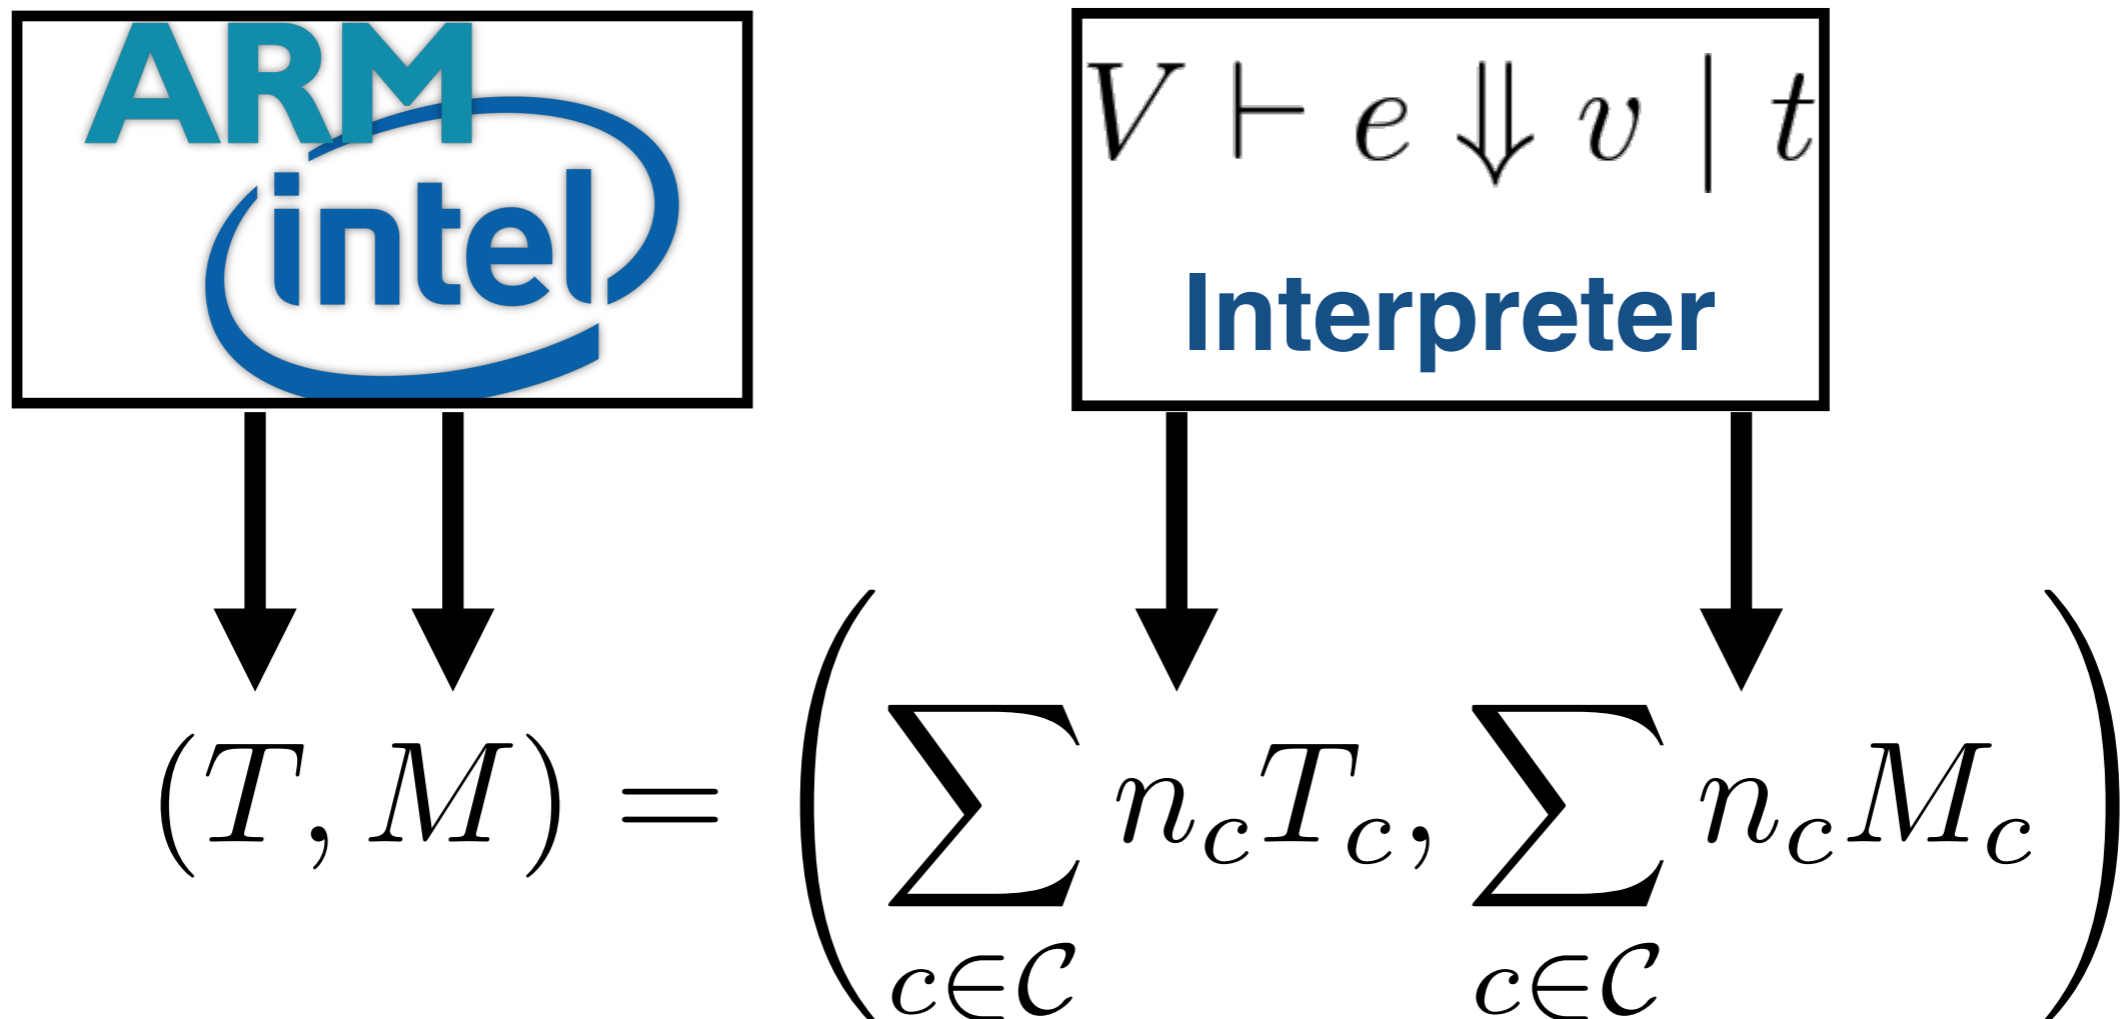 ARM
intel
V ⊢ e ⇓ v | t
Interpreter
(T, M) = (∑ n_c T_c, ∑ n_c M_c)
c∈𝒞 c∈𝒞